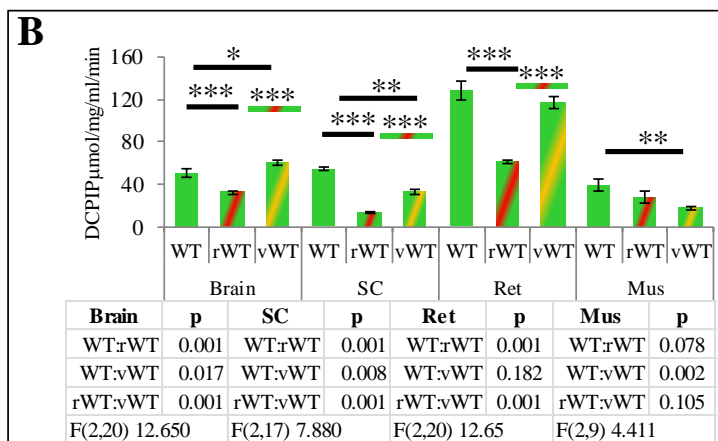 B
160
120
80
40
0
DCPIPµmol/mg/ml/min
* ** *** ***
*** *** *** *** **
WT rWT vWT WT rWT vWT WT rWT vWT WT rWT vWT
Brain SC Ret Mus
Brain p SC p Ret p Mus p
WT:rWT 0.001 WT:rWT 0.001 WT:rWT 0.001 WT:rWT 0.078
WT:vWT 0.017 WT:vWT 0.008 WT:vWT 0.182 WT:vWT 0.002
rWT:vWT 0.001 rWT:vWT 0.001 rWT:vWT 0.001 rWT:vWT 0.105
F(2,20) 12.650 F(2,17) 7.880 F(2,20) 12.65 F(2,9) 4.411